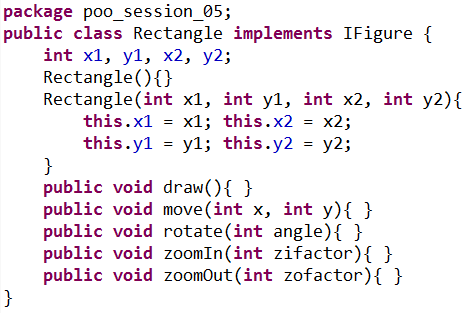 package poo_session_05;
public class Rectangle implements IFigure {
int x1, y1, x2, y2;
Rectangle(){}
Rectangle(int x1, int y1, int x2, int y2){
this.x1 = x1; this.x2 = x2;
this.y1 = y1; this.y2 = y2;
}
public void draw(){ }
public void move(int x, int y){ }
public void rotate(int angle){ }
public void zoomIn(int zifactor){ }
public void zoomOut(int zofactor){ }
}